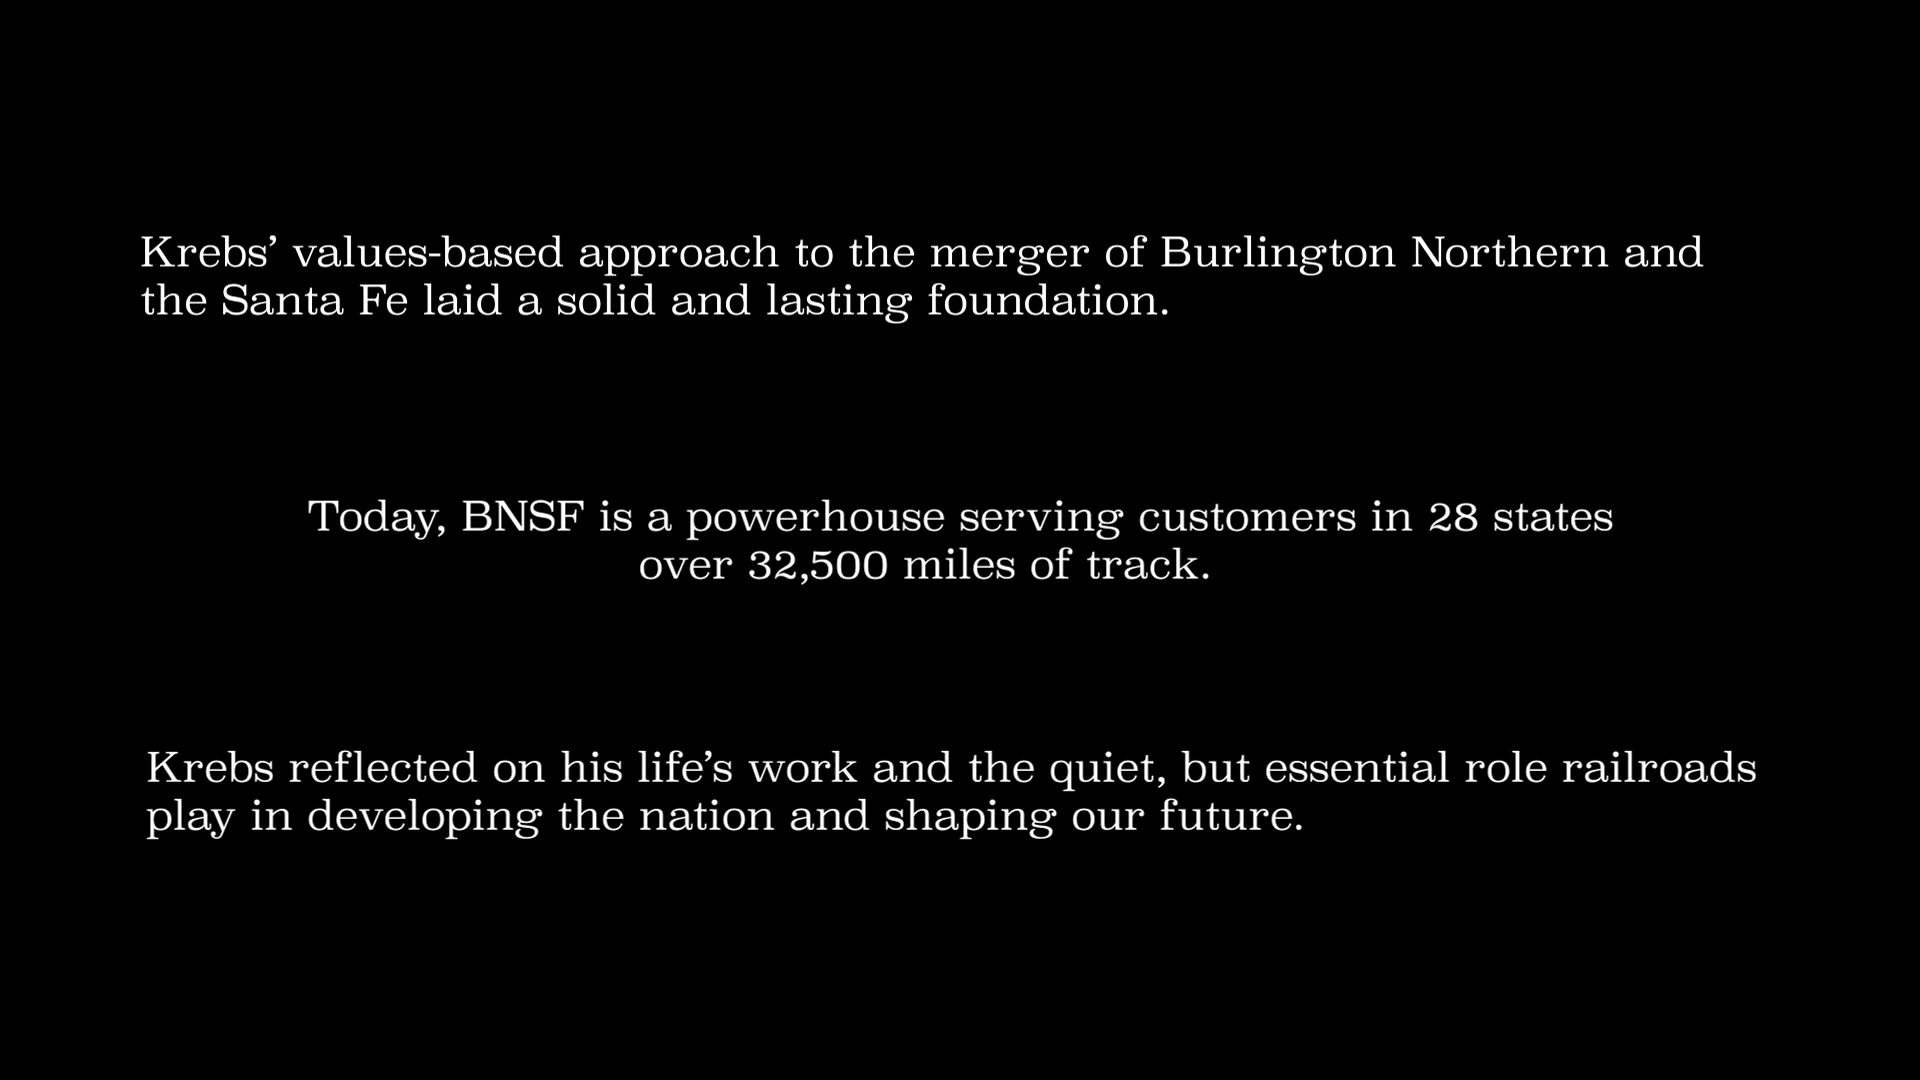 Krebs’ values-based approach to the merger of Burlington Northern and
the Santa Fe laid a solid and lasting foundation.
Today, BNSF is a powerhouse serving customers in 28 states
over 32,500 miles of track.
Krebs reflected on his life’s work and the quiet, but essential role railroads
play in developing the nation and shaping our future.